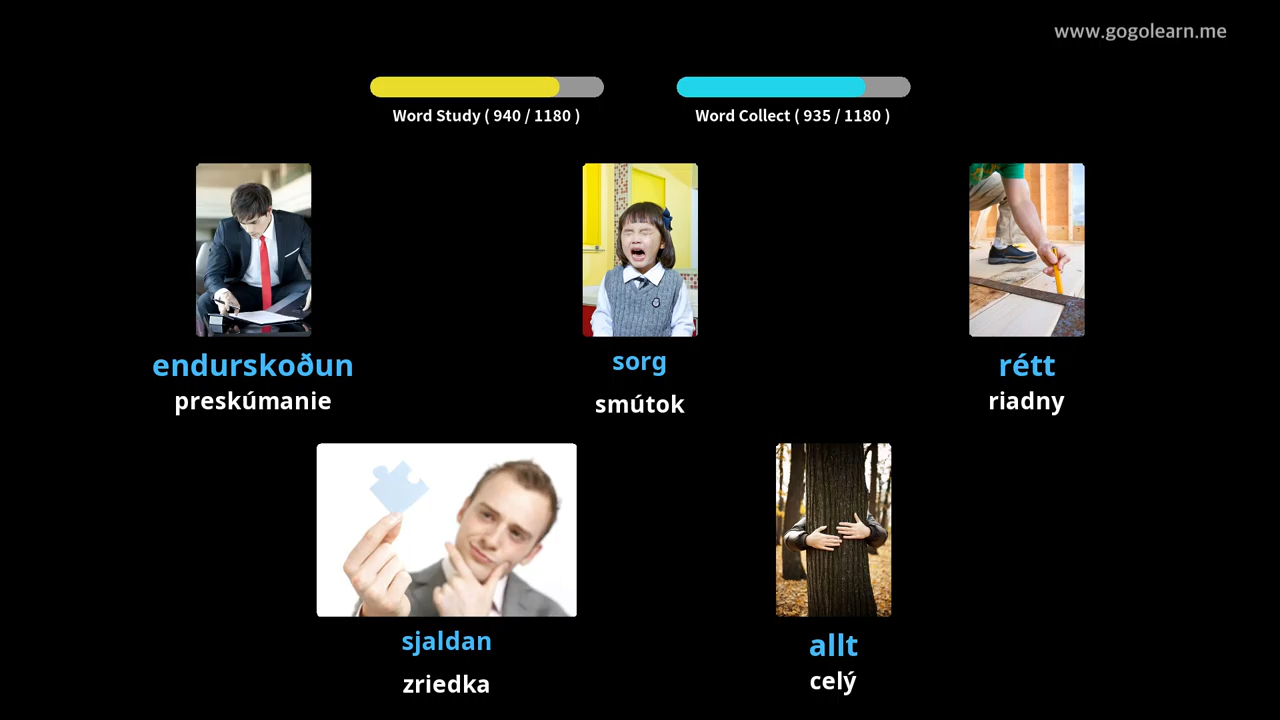 www.gogolearn.me
Word Study ( 940 / 1180 )
Word Collect ( 935 / 1180 )
endurskoðun
preskúmanie
sorg
smútok
rétt
riadny
sjaldan
zriedka
allt
celý